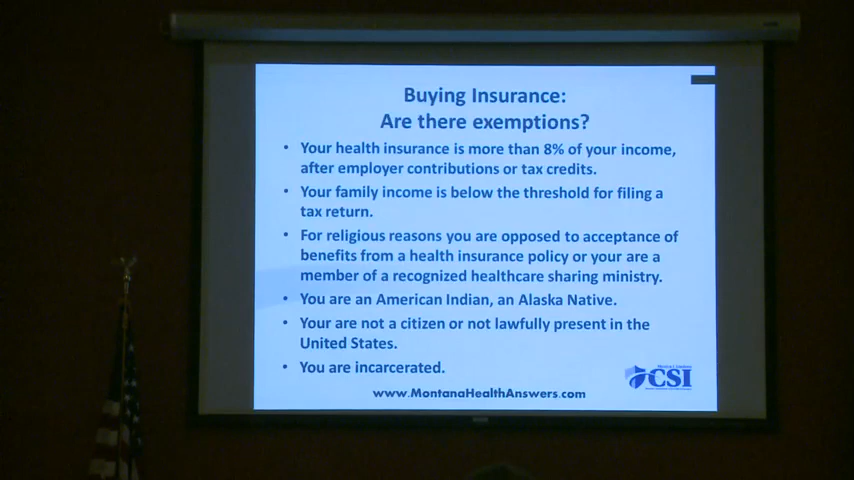 Buying Insurance:
Are there exemptions?
• Your health insurance is more than 8% of your income,
after employer contributions or tax credits.
• Your family income is below the threshold for filing a
tax return.
• For religious reasons you are opposed to acceptance of
benefits from a health insurance policy or your are a
member of a recognized healthcare sharing ministry.
• You are an American Indian, an Alaska Native.
• Your are not a citizen or not lawfully present in the
United States.
• You are incarcerated.
CSI
www.MontanaHealthAnswers.com